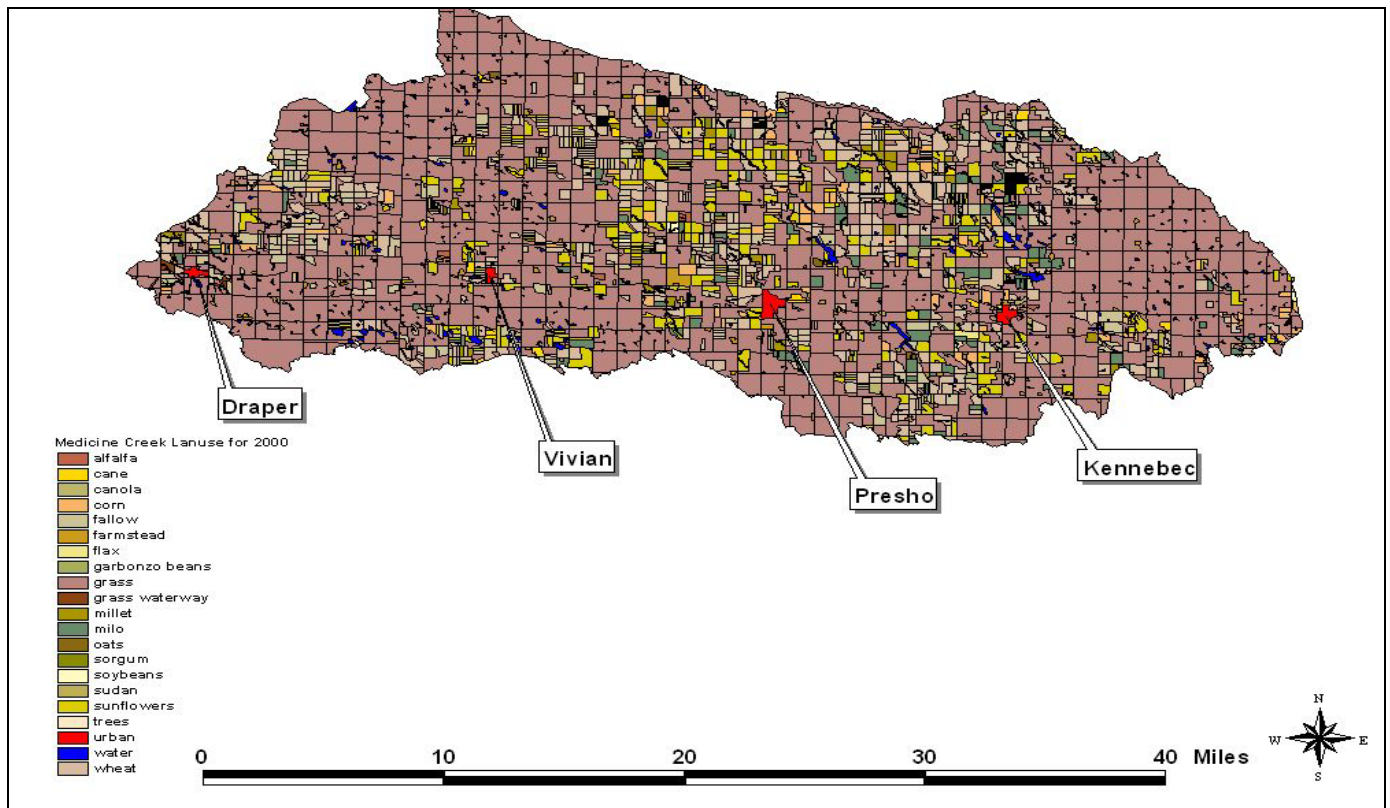 Draper
Vivian
Presho
Kennebec
Medicine Creek Lanuse for 2000
alfalfa
cane
canola
corn
fallow
farmstead
flax
garbonzo beans
grass
grass waterway
millet
milo
oats
sorgum
soybeans
sudan
sunflowers
trees
urban
water
wheat
N
W E
S
0 10 20 30 40 Miles